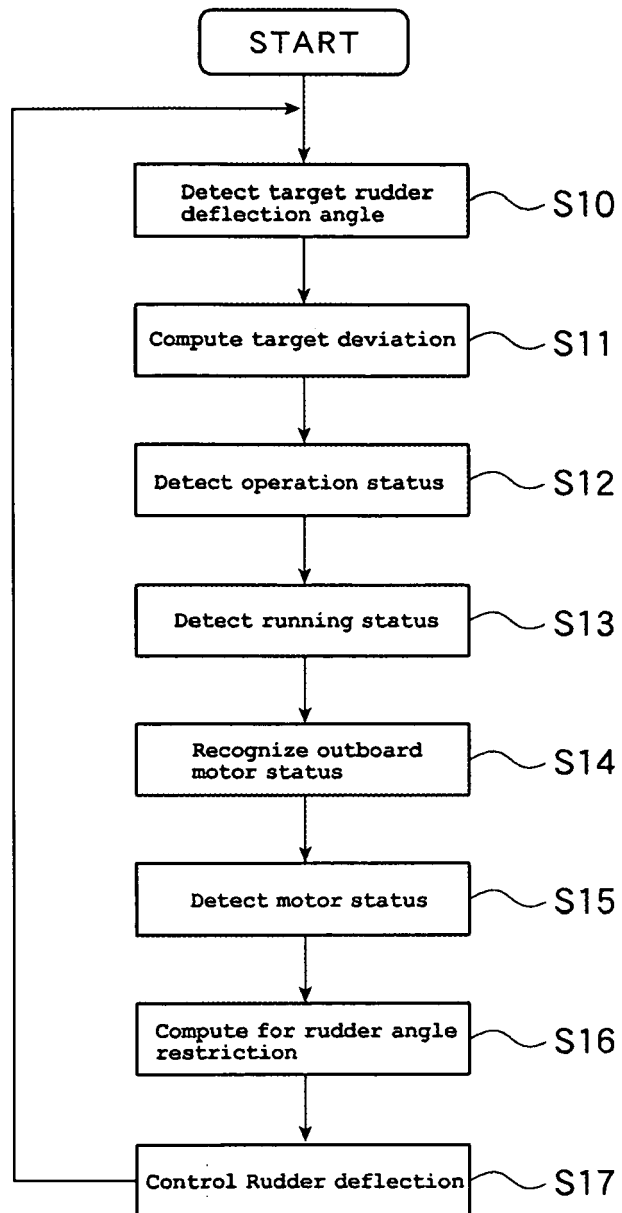 START
Detect target rudder
deflection angle
S10
Compute target deviation
S11
Detect operation status
S12
Detect running status
S13
Recognize outboard
motor status
S14
Detect motor status
S15
Compute for rudder angle
restriction
S16
Control Rudder deflection
S17